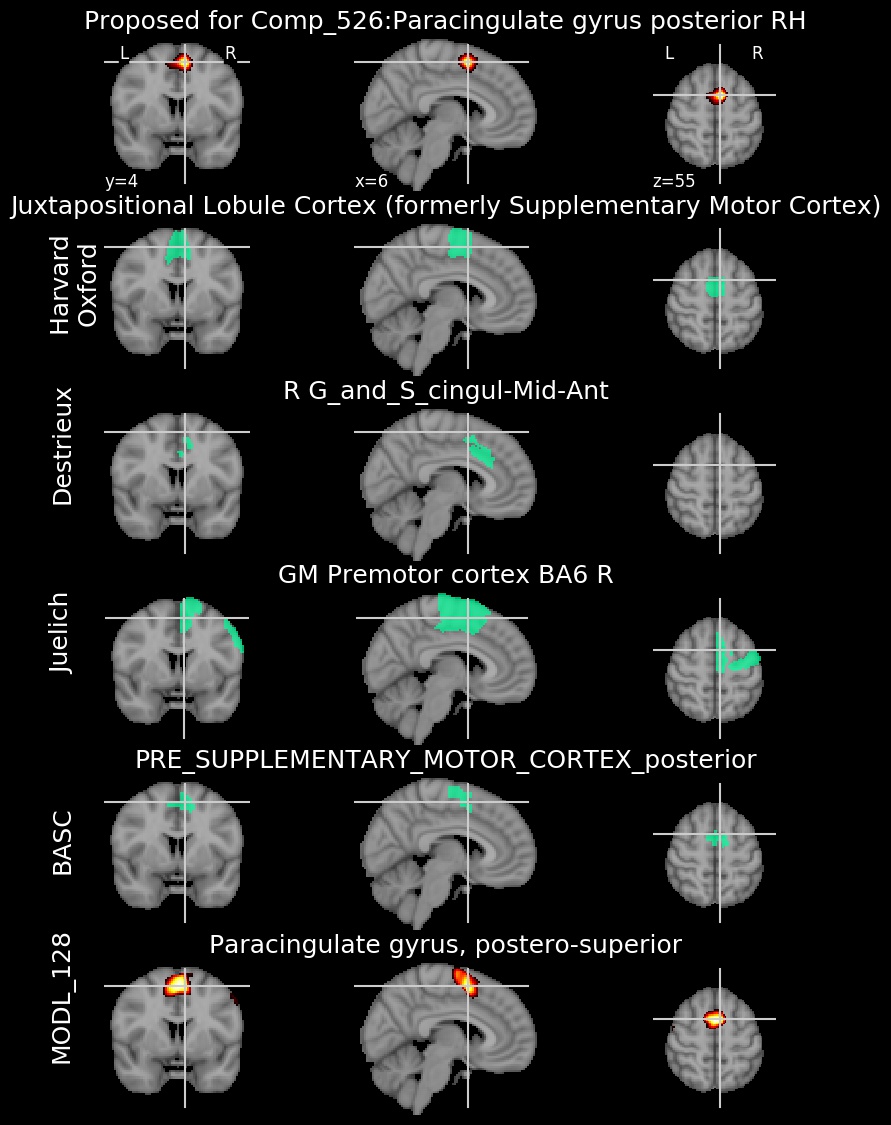 Proposed for Comp_526:Paracingulate gyrus posterior RH
L R L R
y=4 x=6 z=55
Juxtapositional Lobule Cortex (formerly Supplementary Motor Cortex)
Harvard
Oxford
R G_and_S_cingul-Mid-Ant
Destrieux
GM Premotor cortex BA6 R
Juelich
PRE_SUPPLEMENTARY_MOTOR_CORTEX_posterior
BASC
Paracingulate gyrus, postero-superior
MODL_128